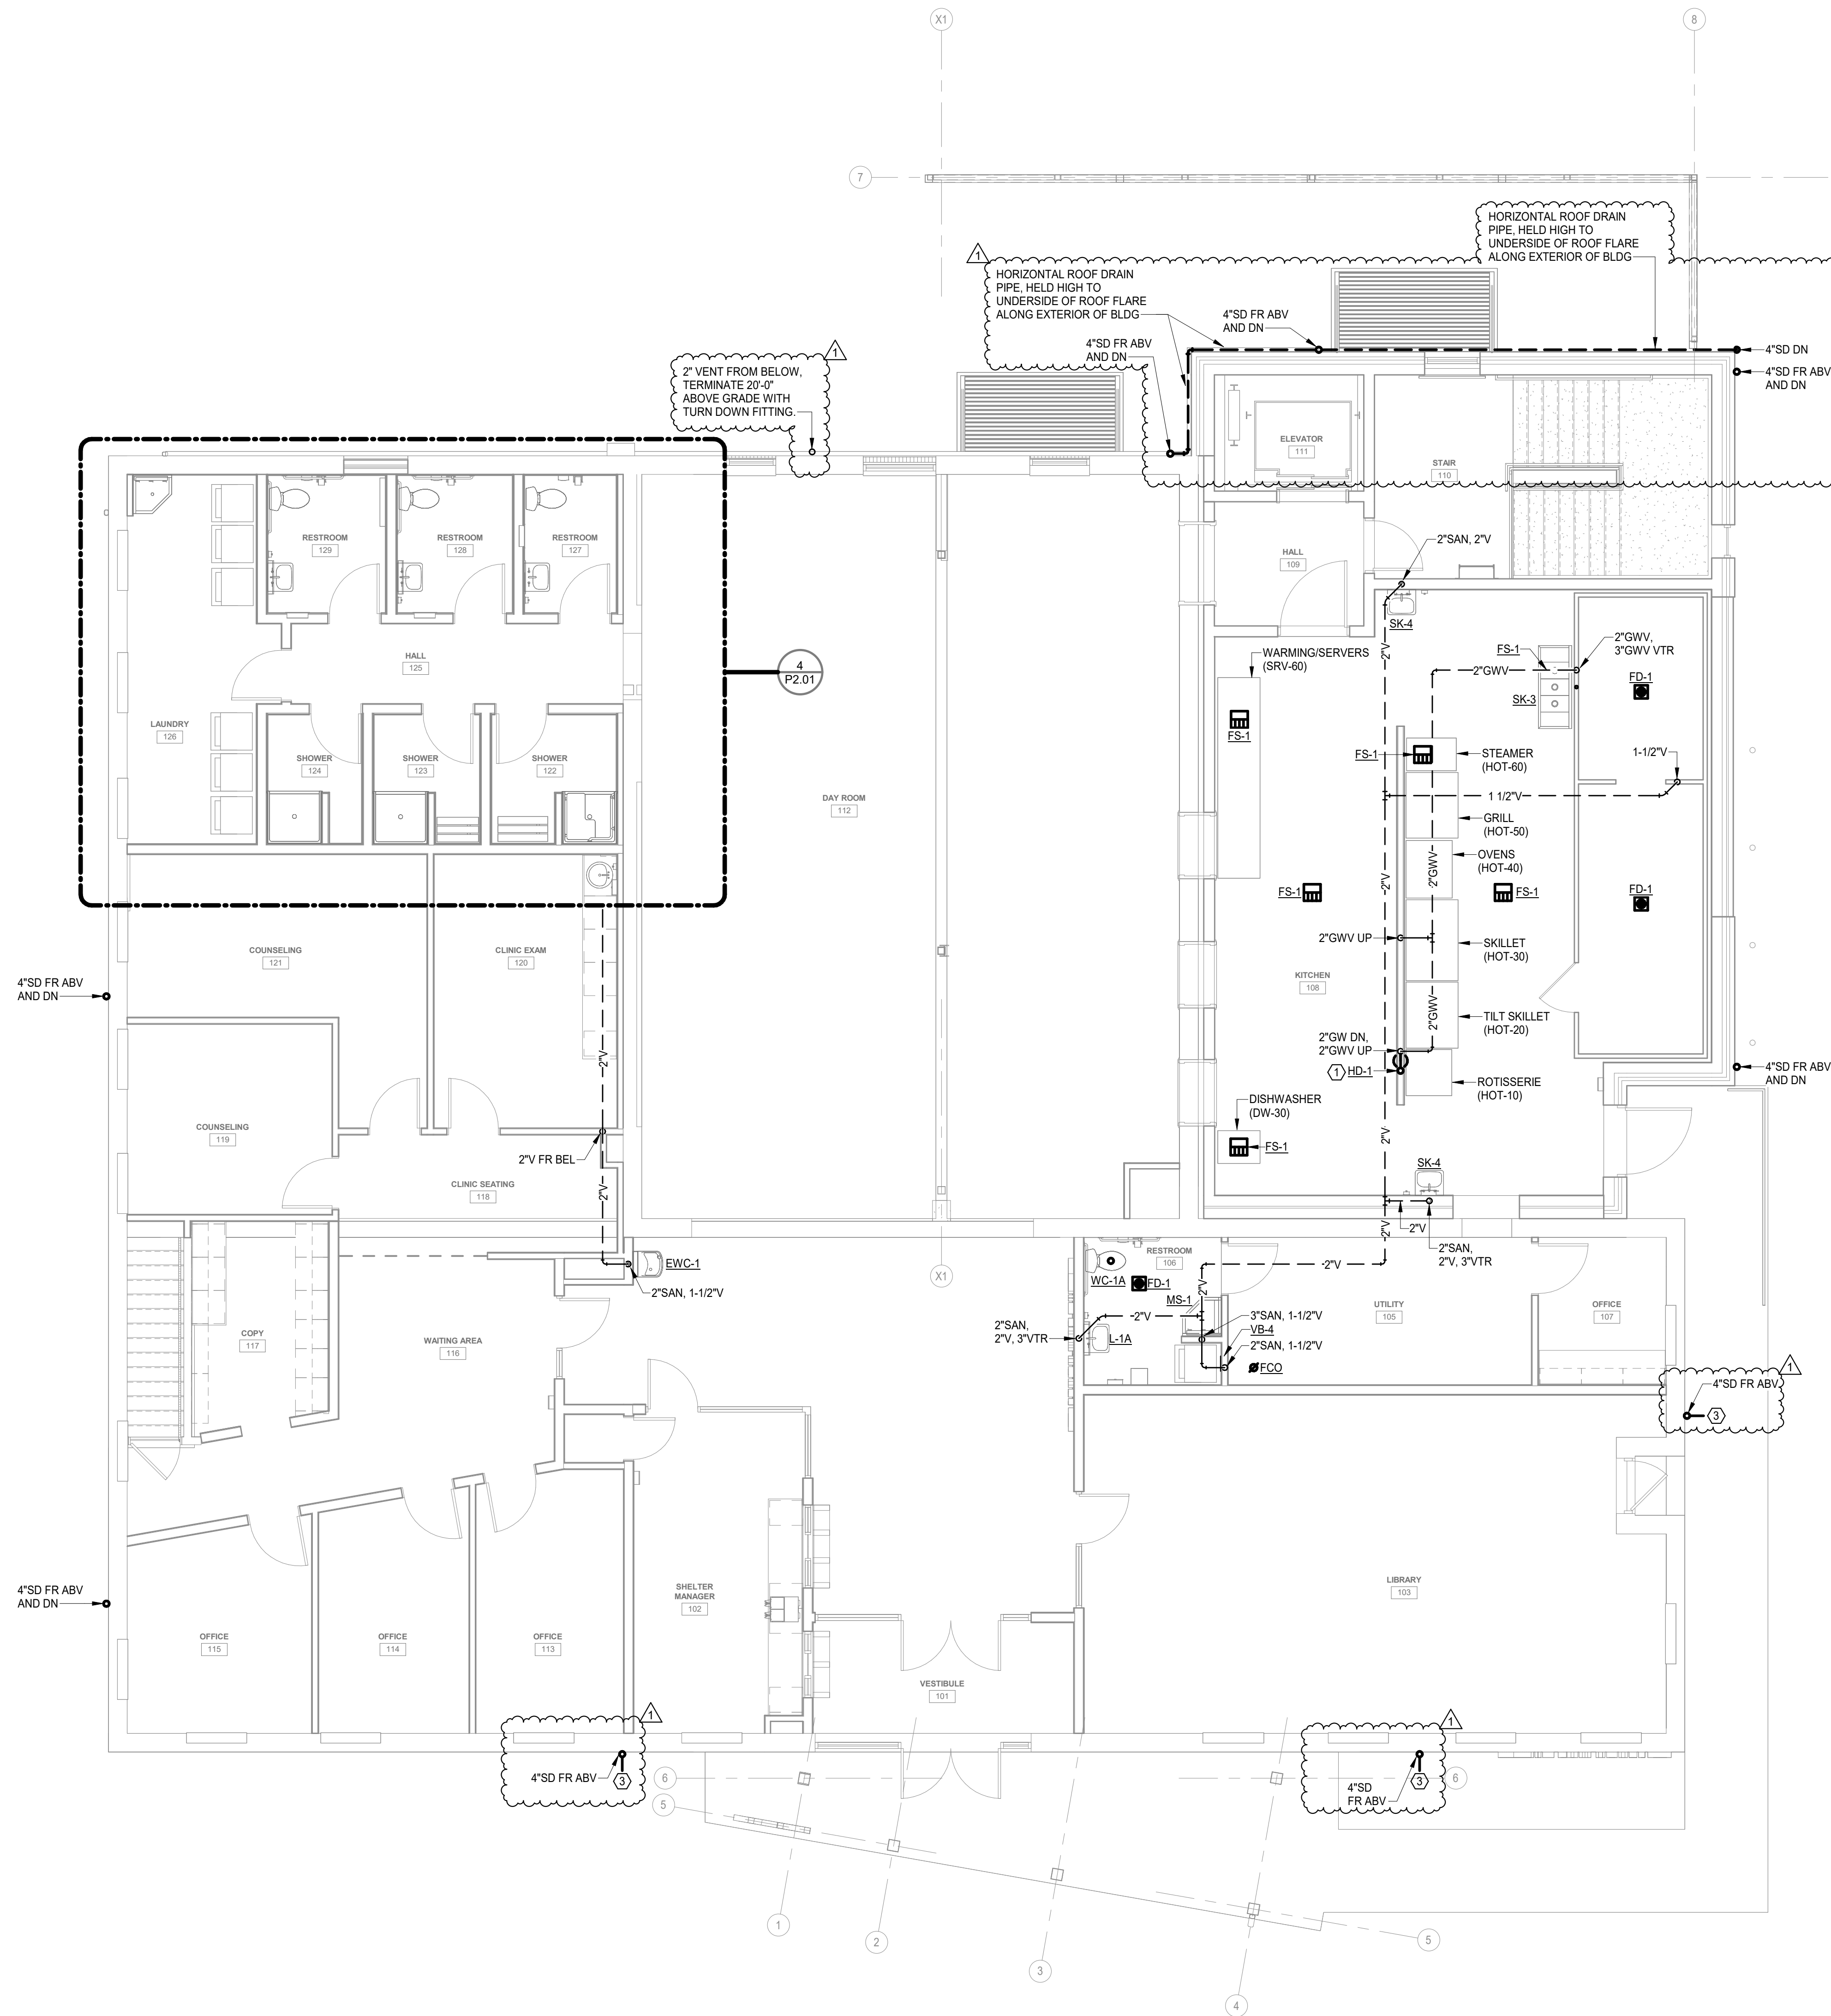 X1
8
7
HORIZONTAL ROOF DRAIN
PIPE, HELD HIGH TO
UNDERSIDE OF ROOF FLARE
ALONG EXTERIOR OF BLDG
1
HORIZONTAL ROOF DRAIN
PIPE, HELD HIGH TO
UNDERSIDE OF ROOF FLARE
ALONG EXTERIOR OF BLDG
4"SD FR ABV
AND DN
4"SD FR ABV
AND DN
4"SD DN
4"SD FR ABV
AND DN
1
2" VENT FROM BELOW,
TERMINATE 20'-0"
ABOVE GRADE WITH
TURN DOWN FITTING.
ELEVATOR
111
STAIR
110
RESTROOM
129
RESTROOM
128
RESTROOM
127
HALL
109
2"SAN, 2"V
SK-4
HALL
125
4
P2.01
WARMING/SERVERS
(SRV-60)
2"V
2"GWV
FS-1
2"GWV,
3"GWV VTR
FD-1
SK-3
FS-1
LAUNDRY
126
SHOWER
124
SHOWER
123
SHOWER
122
FS-1
STEAMER
(HOT-60)
1-1/2"V
DAY ROOM
112
1 1/2"V
GRILL
(HOT-50)
OVENS
(HOT-40)
2"GWV
2"V
FS-1
FS-1
FD-1
COUNSELING
121
CLINIC EXAM
120
2"GWV UP
SKILLET
(HOT-30)
KITCHEN
108
4"SD FR ABV
AND DN
2"GWV
TILT SKILLET
(HOT-20)
2"V
2"GW DN,
2"GWV UP
1
HD-1
4"SD FR ABV
AND DN
ROTISSERIE
(HOT-10)
DISHWASHER
(DW-30)
FS-1
COUNSELING
119
2"V
2"V FR BEL
CLINIC SEATING
118
2"V
SK-4
2"V
2"V
2"SAN,
2"V, 3"VTR
EWC-1
2"SAN, 1-1/2"V
X1
RESTROOM
106
WC-1A
FD-1
2"V
2"V
MS-1
UTILITY
105
OFFICE
107
COPY
117
WAITING AREA
116
2"SAN,
2"V, 3"VTR
2"V
L-1A
3"SAN, 1-1/2"V
VB-4
2"SAN, 1-1/2"V
FCO
1
4"SD FR ABV
3
4"SD FR ABV
AND DN
SHELTER
MANAGER
102
LIBRARY
103
OFFICE
115
OFFICE
114
OFFICE
113
VESTIBULE
101
1
4"SD FR ABV
3
1
4"SD
FR ABV
3
6
6
5
1
2
3
4
5